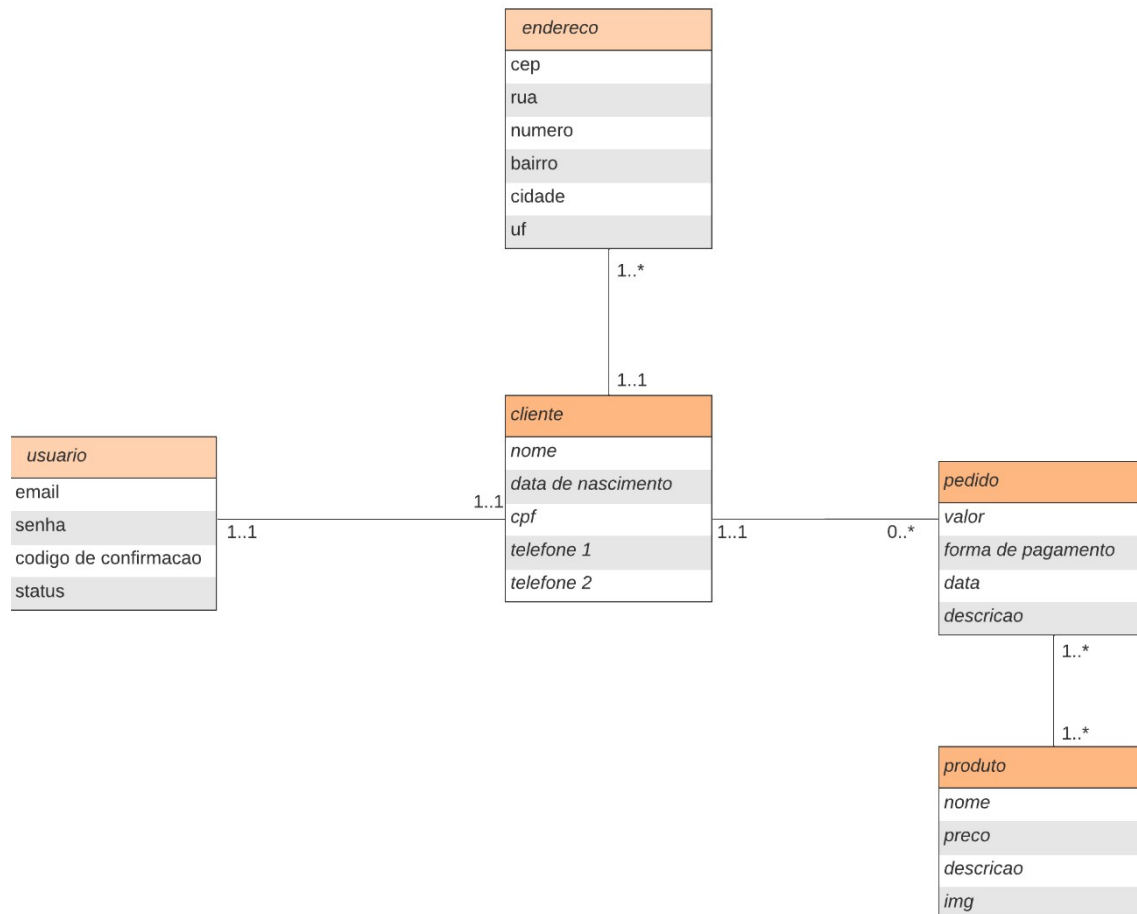 endereco
cep
rua
numero
bairro
cidade
uf
1..*
1..1
cliente
nome
data de nascimento
cpf
telefone 1
telefone 2
usuario
email
senha
codigo de confirmacao
status
1..1
1..1
1..1
0..*
pedido
valor
forma de pagamento
data
descricao
1..*
1..*
produto
nome
preco
descricao
img